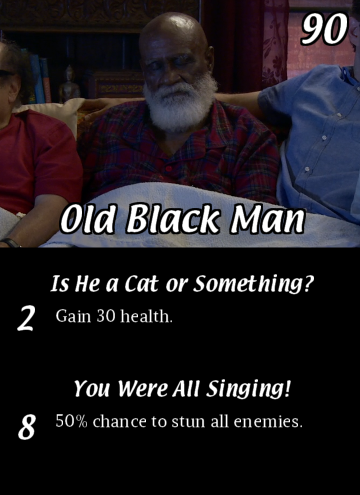 90
Old Black Man
Is He a Cat or Something?
2 Gain 30 health.
You Were All Singing!
8 50% chance to stun all enemies.